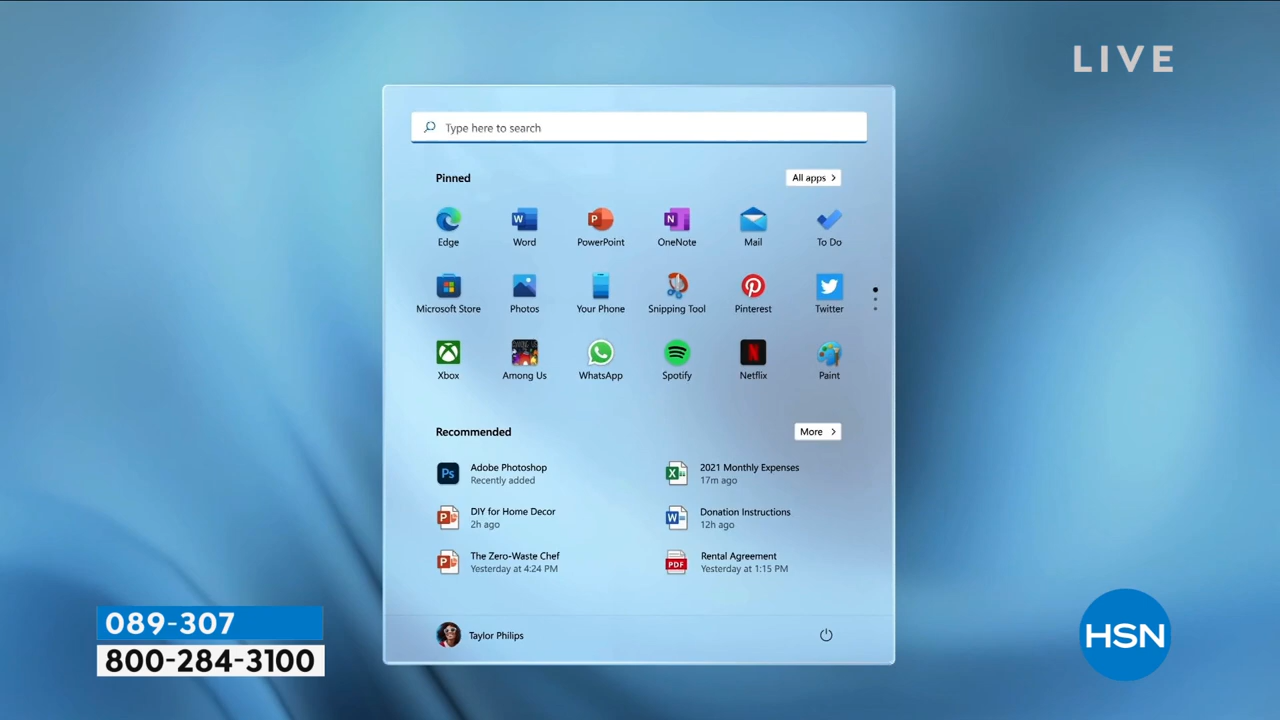 LIVE
Type here to search
Pinned
All apps
Edge
Word
PowerPoint
OneNote
Mail
To Do
Microsoft Store
Photos
Your Phone
Snipping Tool
Pinterest
Twitter
Xbox
Among Us
WhatsApp
Spotify
Netflix
Paint
Recommended
More
Ps
Adobe Photoshop
Recently added
2021 Monthly Expenses
17m ago
DIY for Home Decor
2h ago
Donation Instructions
12h ago
The Zero-Waste Chef
Yesterday at 4:24 PM
PDF
Rental Agreement
Yesterday at 1:15 PM
Taylor Philips
089-307
800-284-3100
HSN